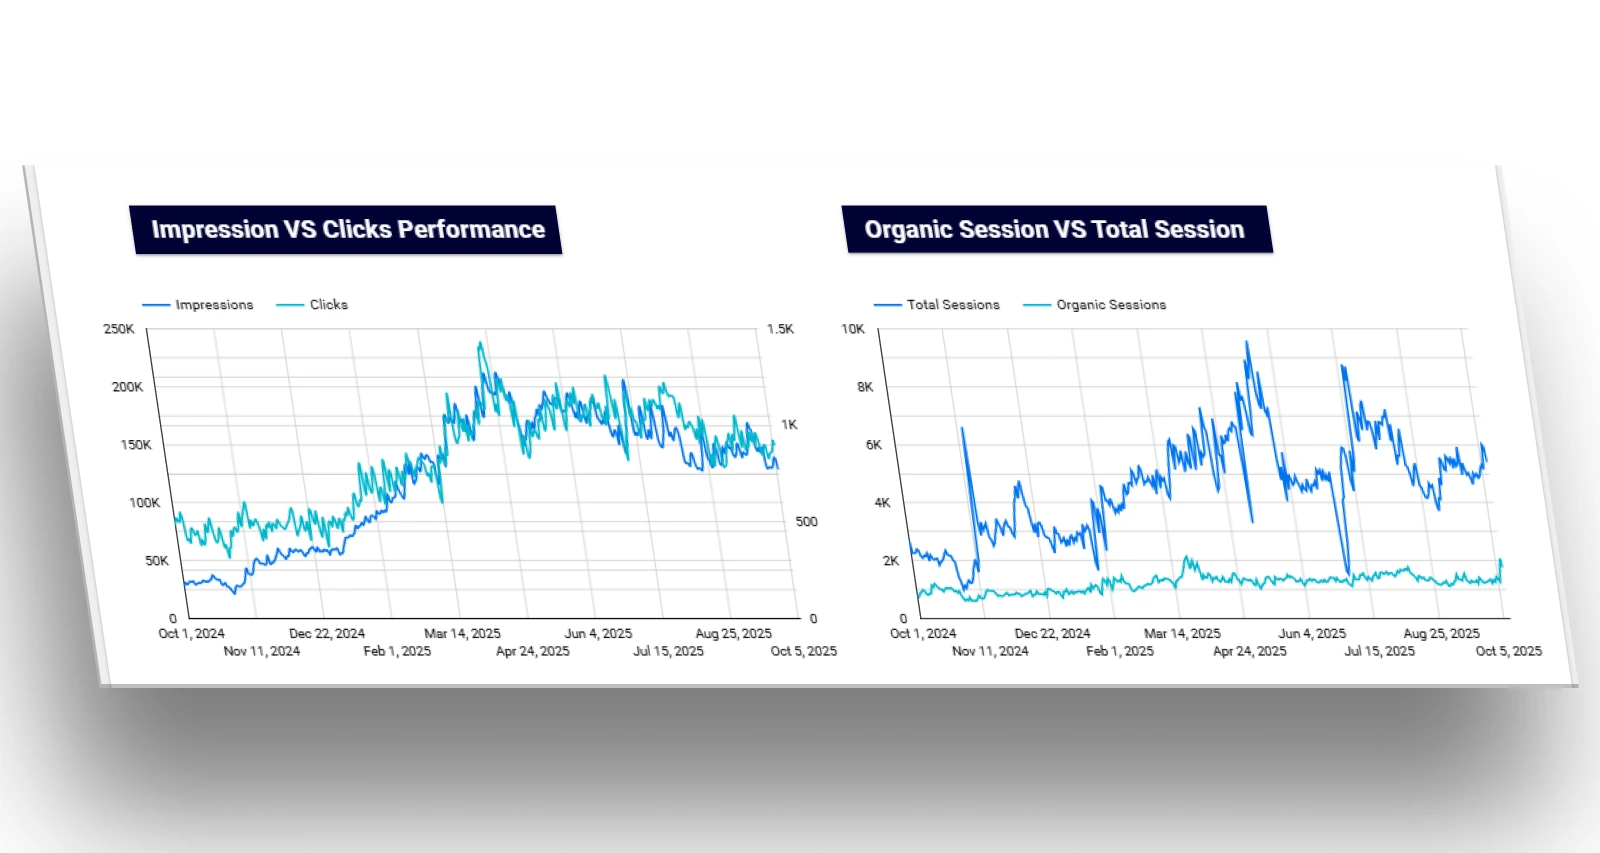 Impression VS Clicks Performance
Impressions Clicks
250K
200K
150K
100K
50K
0
1.5K
1K
500
0
Oct 1, 2024
Nov 11, 2024
Dec 22, 2024
Feb 1, 2025
Mar 14, 2025
Apr 24, 2025
Jun 4, 2025
Jul 15, 2025
Aug 25, 2025
Oct 5, 2025
Organic Session VS Total Session
Total Sessions Organic Sessions
10K
8K
6K
4K
2K
0
Oct 1, 2024
Nov 11, 2024
Dec 22, 2024
Feb 1, 2025
Mar 14, 2025
Apr 24, 2025
Jun 4, 2025
Jul 15, 2025
Aug 25, 2025
Oct 5, 2025